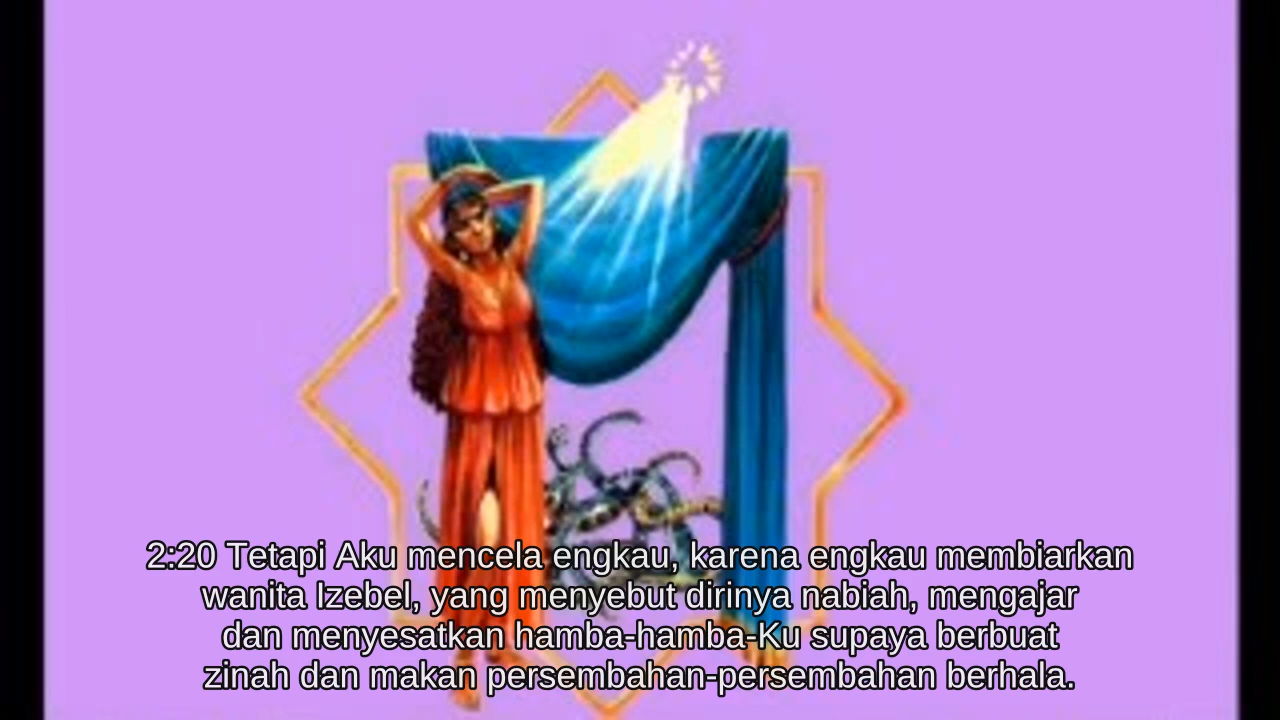 2:20 Tetapi Aku mencela engkau, karena engkau membiarkan
wanita Izebel, yang menyebut dirinya nabiah, mengajar
dan menyesatkan hamba-hamba-Ku supaya berbuat
zinah dan makan persembahan-persembahan berhala.